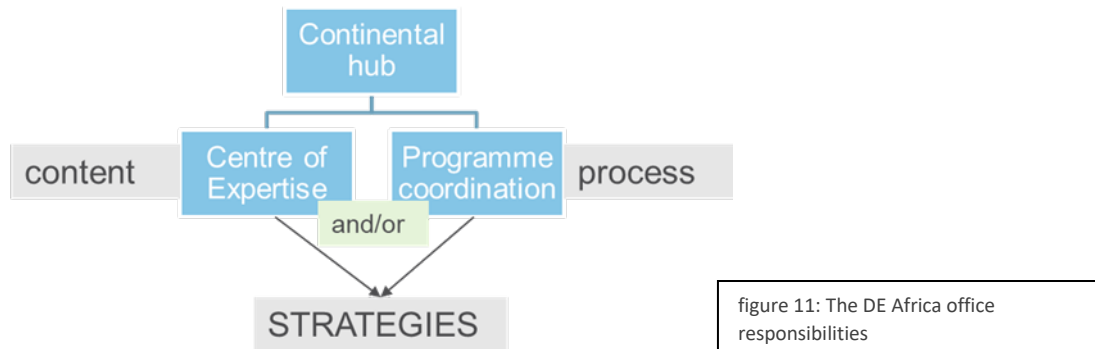 Continental
hub
content
Centre of
Expertise
Programme
coordination
process
and/or
STRATEGIES
figure 11: The DE Africa office
responsibilities